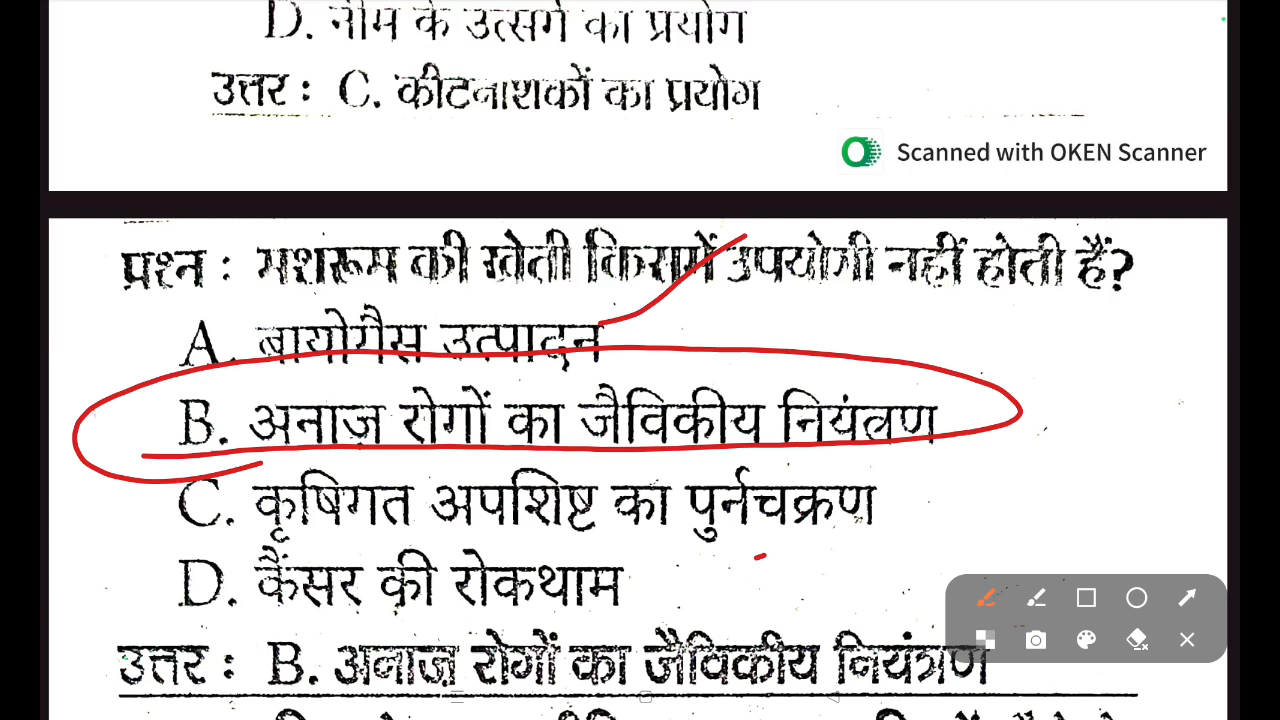 D. नीम के उत्सर्ग का प्रयोग
उत्तर : C. कीटनाशकों का प्रयोग
Scanned with OKEN Scanner
प्रश्न : मशरूम की खेती किसमें उपयोगी नहीं होती हैं?
A. बायोगैस उत्पादन
B. अनाज़ रोगों का जैविकीय नियंत्रण
C. कृषिगत अपशिष्ट का पुर्नचक्रण
D. कैंसर की रोकथाम
उत्तर : B. अनाज़ रोगों का जैविकीय नियंत्रण